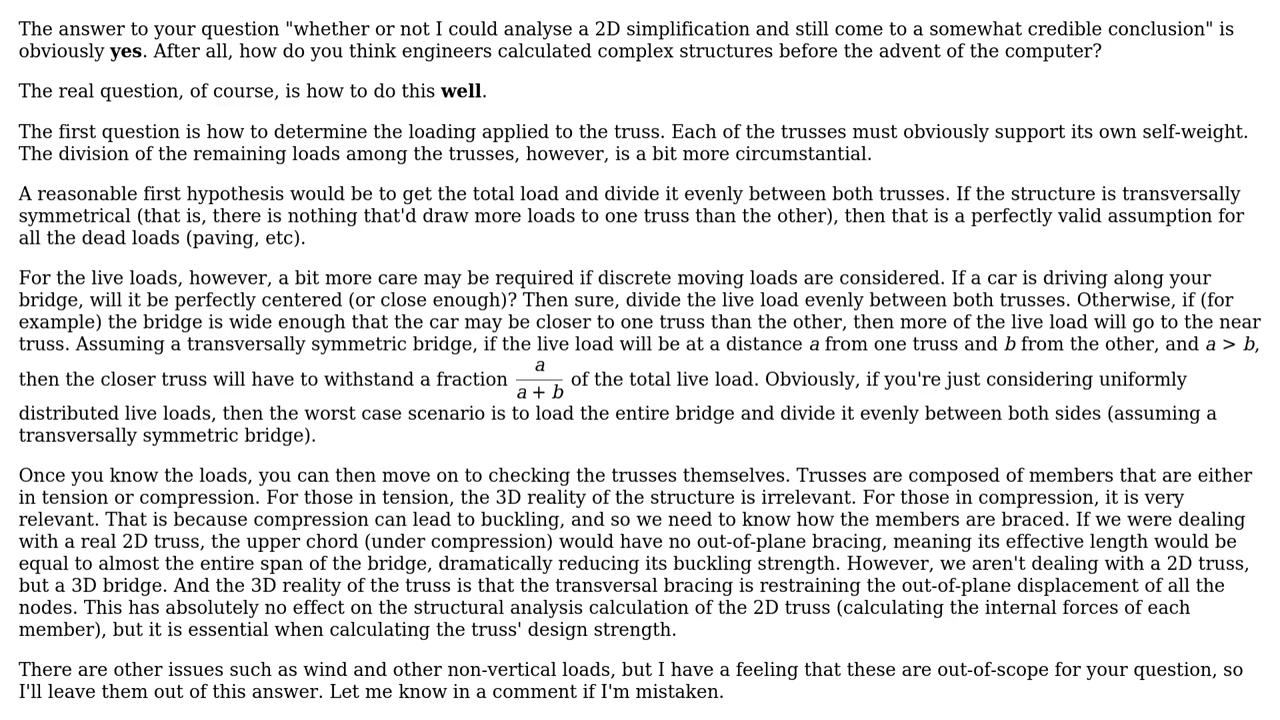 The answer to your question "whether or not I could analyse a 2D simplification and still come to a somewhat credible conclusion" is
obviously yes. After all, how do you think engineers calculated complex structures before the advent of the computer?
The real question, of course, is how to do this well.
The first question is how to determine the loading applied to the truss. Each of the trusses must obviously support its own self-weight.
The division of the remaining loads among the trusses, however, is a bit more circumstantial.
A reasonable first hypothesis would be to get the total load and divide it evenly between both trusses. If the structure is transversally
symmetrical (that is, there is nothing that'd draw more loads to one truss than the other), then that is a perfectly valid assumption for
all the dead loads (paving, etc).
For the live loads, however, a bit more care may be required if discrete moving loads are considered. If a car is driving along your
bridge, will it be perfectly centered (or close enough)? Then sure, divide the live load evenly between both trusses. Otherwise, if (for
example) the bridge is wide enough that the car may be closer to one truss than the other, then more of the live load will go to the near
truss. Assuming a transversally symmetric bridge, if the live load will be at a distance a from one truss and b from the other, and a > b,
then the closer truss will have to withstand a fraction a / (a + b) of the total live load. Obviously, if you're just considering uniformly
distributed live loads, then the worst case scenario is to load the entire bridge and divide it evenly between both sides (assuming a
transversally symmetric bridge).
Once you know the loads, you can then move on to checking the trusses themselves. Trusses are composed of members that are either
in tension or compression. For those in tension, the 3D reality of the structure is irrelevant. For those in compression, it is very
relevant. That is because compression can lead to buckling, and so we need to know how the members are braced. If we were dealing
with a real 2D truss, the upper chord (under compression) would have no out-of-plane bracing, meaning its effective length would be
equal to almost the entire span of the bridge, dramatically reducing its buckling strength. However, we aren't dealing with a 2D truss,
but a 3D bridge. And the 3D reality of the truss is that the transversal bracing is restraining the out-of-plane displacement of all the
nodes. This has absolutely no effect on the structural analysis calculation of the 2D truss (calculating the internal forces of each
member), but it is essential when calculating the truss' design strength.
There are other issues such as wind and other non-vertical loads, but I have a feeling that these are out-of-scope for your question, so
I'll leave them out of this answer. Let me know in a comment if I'm mistaken.